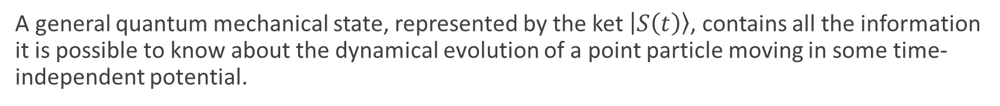 A general quantum mechanical state, represented by the ket |S(t)⟩, contains all the information
it is possible to know about the dynamical evolution of a point particle moving in some time-
independent potential.